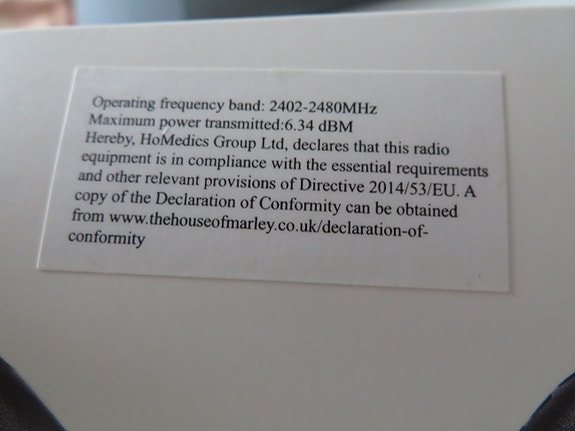 Operating frequency band: 2402-2480MHz
Maximum power transmitted:6.34 dBM
Hereby, HoMedics Group Ltd, declares that this radio
equipment is in compliance with the essential requirements
and other relevant provisions of Directive 2014/53/EU. A
copy of the Declaration of Conformity can be obtained
from www.thehouseofmarley.co.uk/declaration-of-
conformity